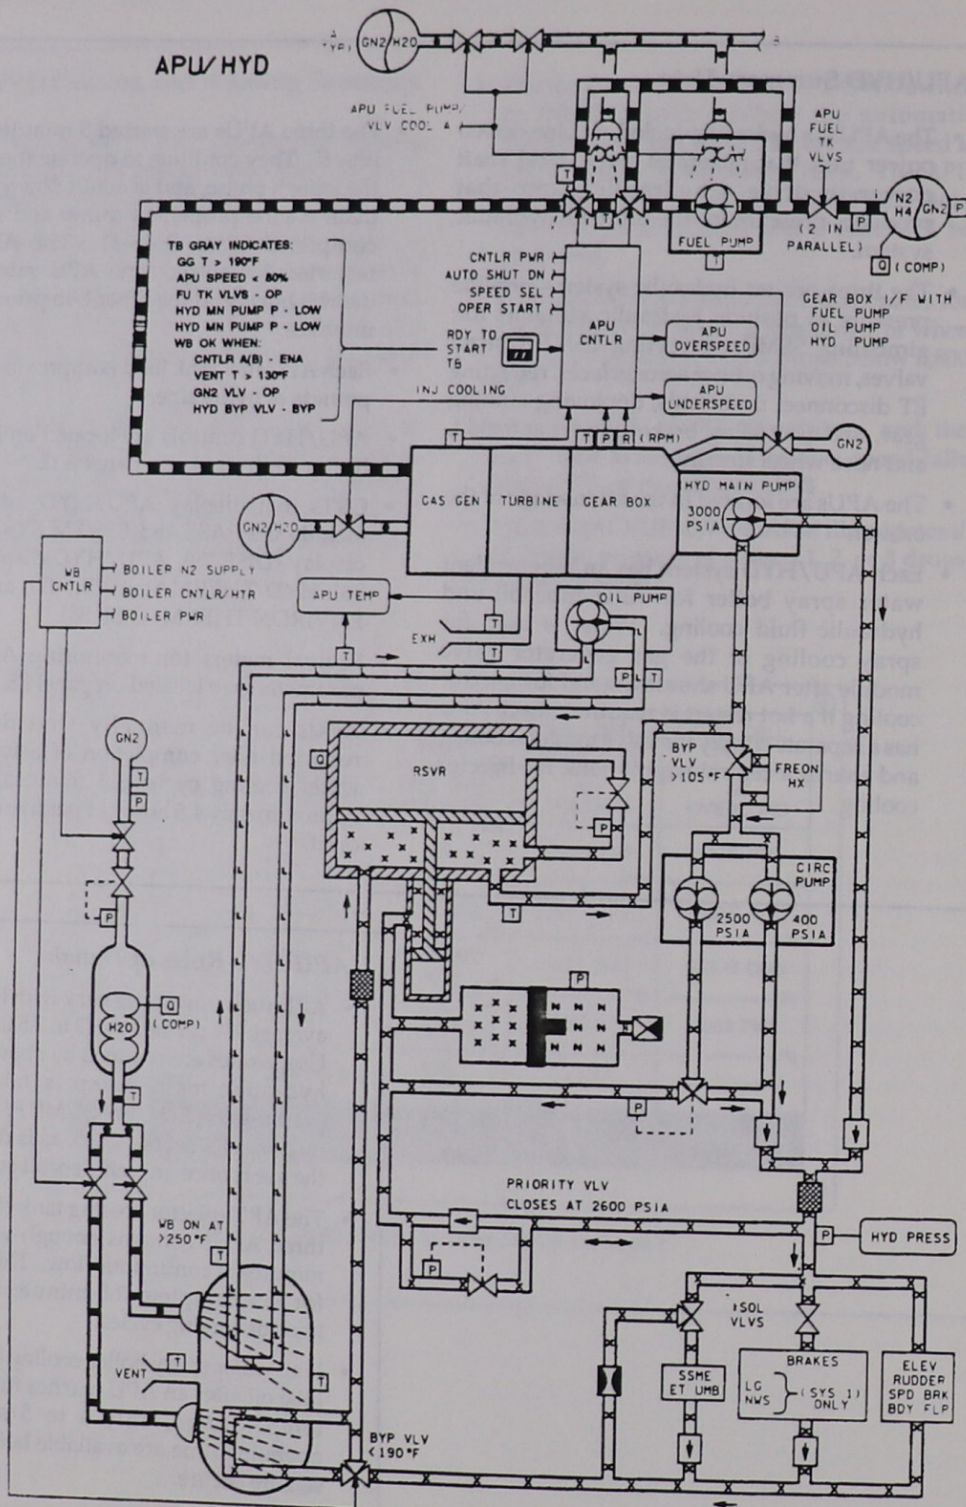 APU/HYD
GN2/H2O
APU FUEL PUMP/
VLV COOL A
APU
FUEL
TK
VLVS
T
T
T
P
N2
H4
GN2
P
(2 IN
PARALLEL)
FUEL PUMP
Q
(COMP)
TB GRAY INDICATES:
GG T > 190°F
APU SPEED - 80%
FU TK VLVS - OP
HYD MN PUMP P - LOW
HYD MN PUMP P - LOW
WB OK WHEN:
CNTLR A(B) - ENA
VENT T > 130°F
GN2 VLV - OP
HYD BYP VLV - BYP
CNTLR PWR
AUTO SHUT DN
SPEED SEL
OPER START
RDY TO
START
TB
APU
CNTLR
APU
OVERSPEED
APU
UNDERSPEED
GEAR BOX I/F WITH
FUEL PUMP
OIL PUMP
HYD PUMP
INJ COOLING
T
T
P
R
(RPM)
GN2
GAS GEN
TURBINE
GEAR BOX
HYD MAIN PUMP
3000
PSIA
GN2/H2O
WB
CNTLR
BOILER N2 SUPPLY
BOILER CNTLR/HTR
BOILER PWR
APU TEMP
T
T
EXH
OIL PUMP
P
T
GN2
T
P
P
Q
RSVR
P
T
BYP
VLV
>105°F
FREON
HX
CIRC
PUMP
2500
PSIA
400
PSIA
H2O
Q
(COMP)
T
P
P
PRIORITY VLV
CLOSES AT 2600 PSIA
P
P
HYD PRESS
WB ON AT
>250°F
T
T
VENT
T
BYP VLV
<190°F
ISOL
VLVS
SSME
ET UMB
BRAKES
LG
NWS
(SYS 1)
ONLY
ELEV
RUDDER
SPD BRK
BDY FLP